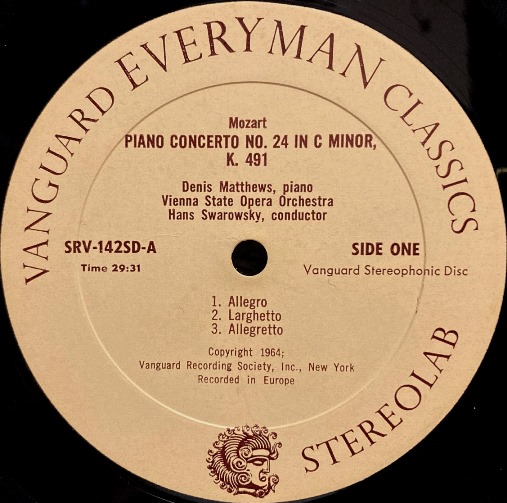 VANGUARD EVERYMAN CLASSICS
Mozart
PIANO CONCERTO NO. 24 IN C MINOR,
K. 491
Denis Matthews, piano
Vienna State Opera Orchestra
Hans Swarowsky, conductor
SRV-142SD-A
Time 29:31
SIDE ONE
Vanguard Stereophonic Disc
1. Allegro
2. Larghetto
3. Allegretto
Copyright 1964;
Vanguard Recording Society, Inc., New York
Recorded in Europe
STEREOLAB